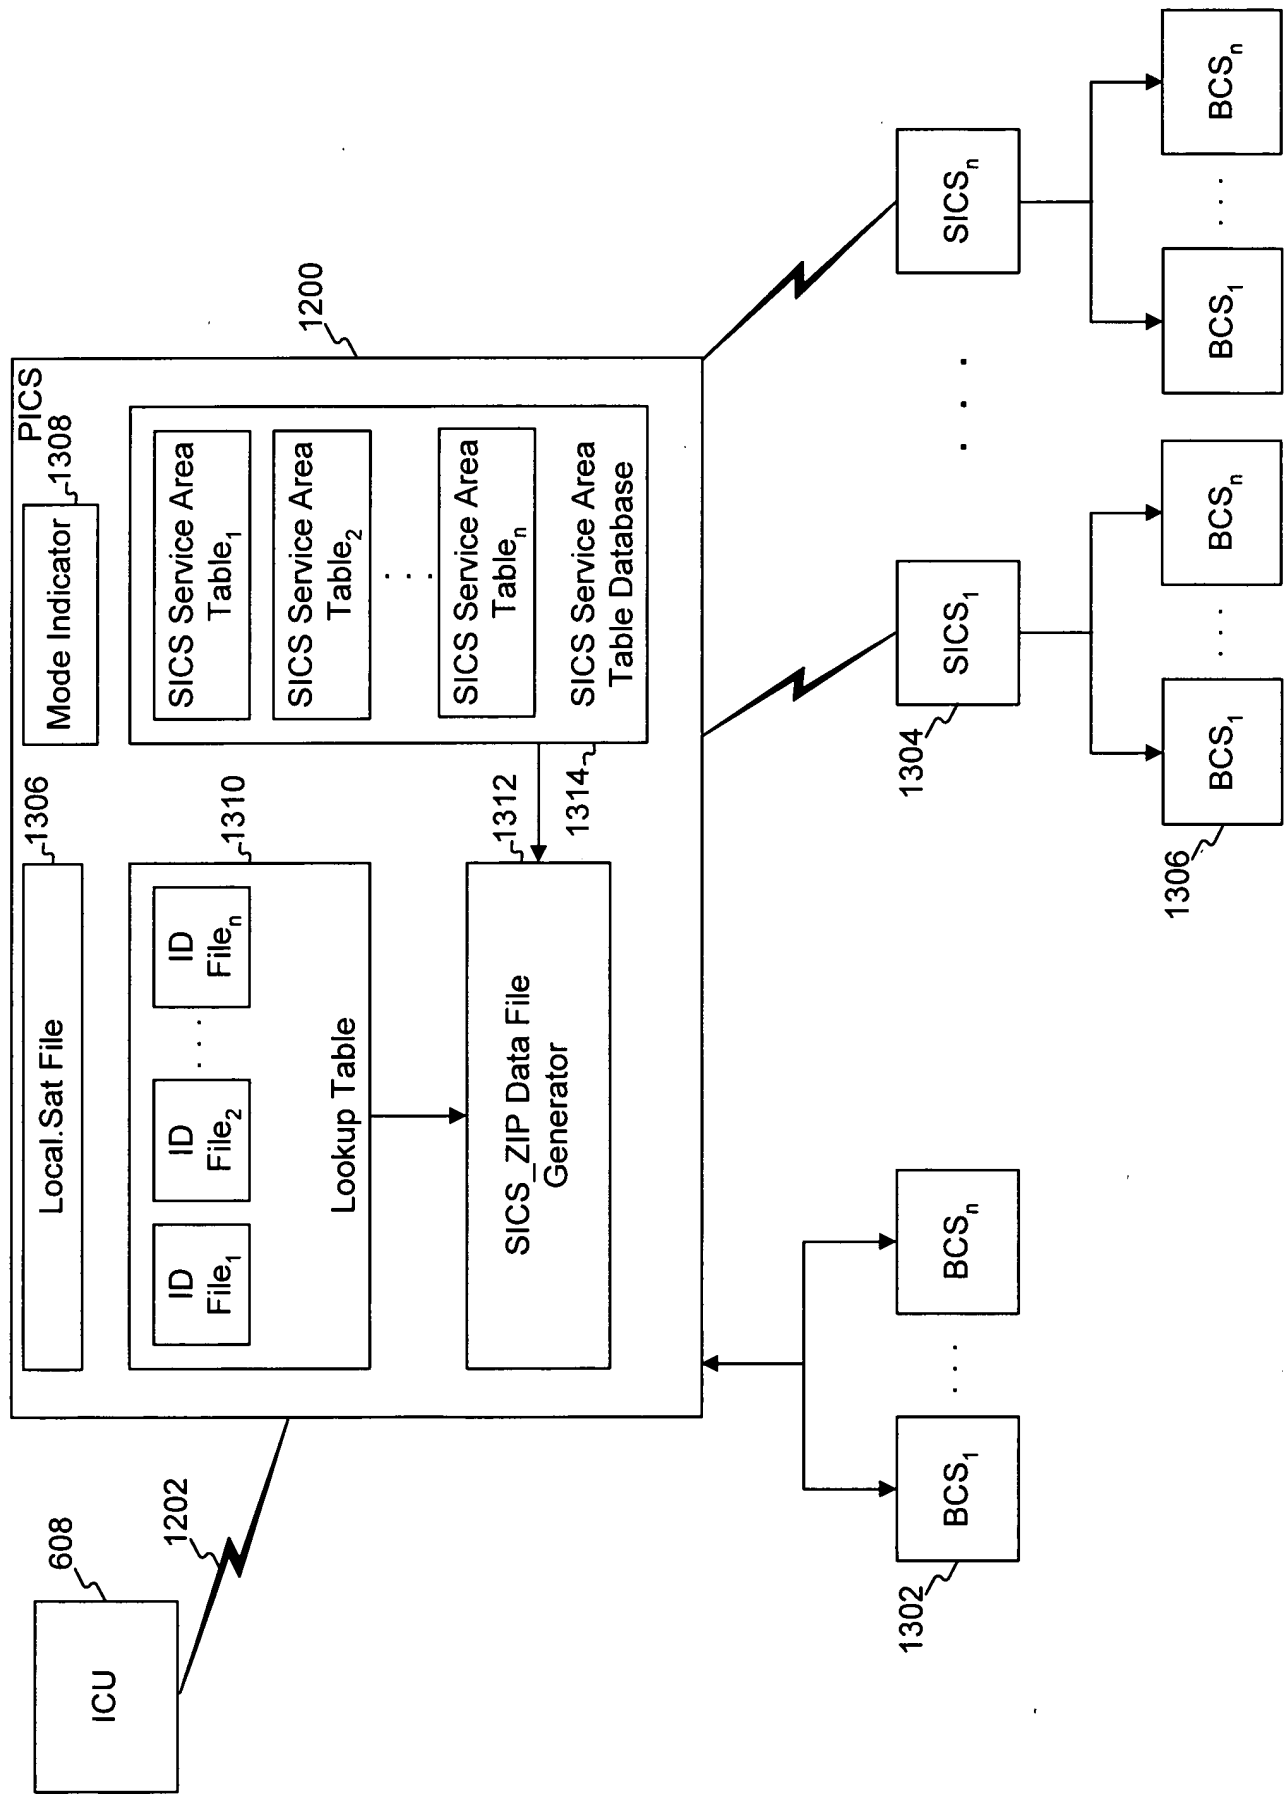 ICU
608
1202
PICS
1200
Local.Sat File
1306
Mode Indicator
1308
ID
File1
ID
File2
. . .
ID
Filen
Lookup Table
1310
SICS Service Area
Table1
SICS Service Area
Table2
. . .
SICS Service Area
Tablen
SICS Service Area
Table Database
1314
SICS_ZIP Data File
Generator
1312
BCS1
. . .
BCSn
1302
SICS1
1304
. . .
SICSn
BCS1
. . .
BCSn
1306
BCS1
. . .
BCSn